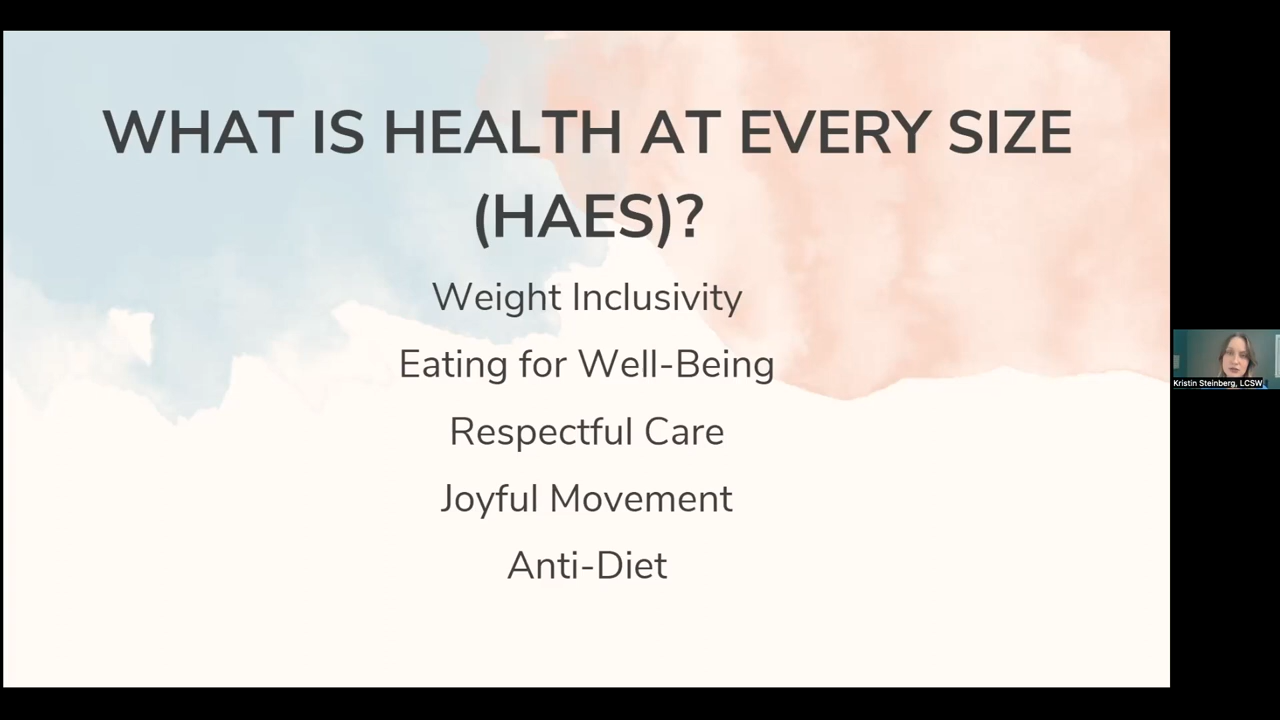 WHAT IS HEALTH AT EVERY SIZE
(HAES)?
Weight Inclusivity
Eating for Well-Being
Respectful Care
Joyful Movement
Anti-Diet
Kristin Steinberg, LCSW